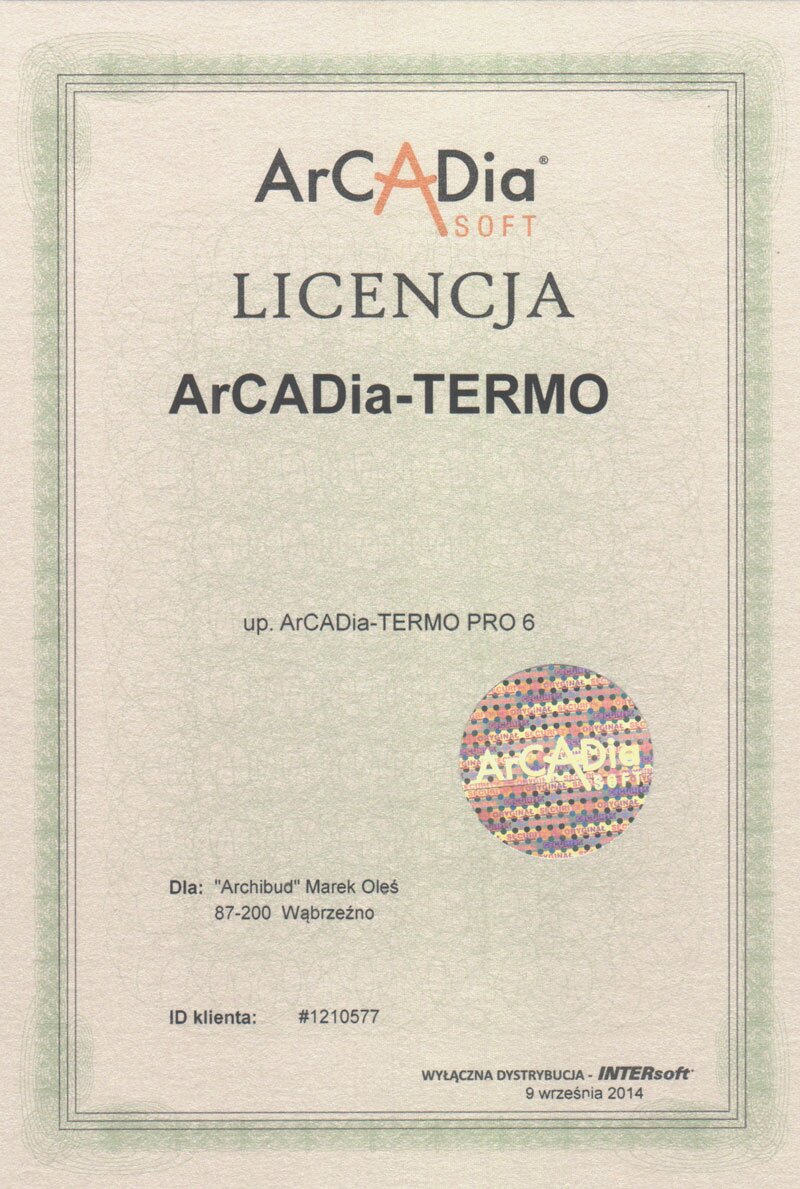 ArCADia®
SOFT
LICENCJA
ArCADia-TERMO
up. ArCADia-TERMO PRO 6
ArCADia
SOFT
Dla: "Archibud" Marek Oleś
87-200 Wąbrzeźno
ID klienta: #1210577
WYŁĄCZNA DYSTRYBUCJA - INTERsoft
9 września 2014